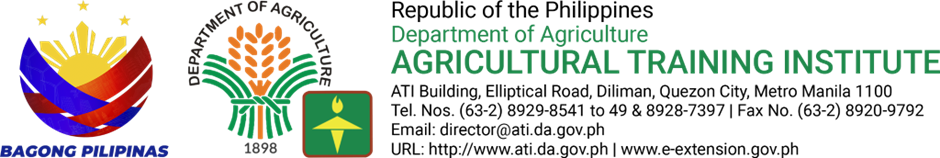 BAGONG PILIPINAS
DEPARTMENT OF AGRICULTURE
1898
Republic of the Philippines
Department of Agriculture
AGRICULTURAL TRAINING INSTITUTE
ATI Building, Elliptical Road, Diliman, Quezon City, Metro Manila 1100
Tel. Nos. (63-2) 8929-8541 to 49 & 8928-7397 | Fax No. (63-2) 8920-9792
Email: director@ati.da.gov.ph
URL: http://www.ati.da.gov.ph | www.e-extension.gov.ph